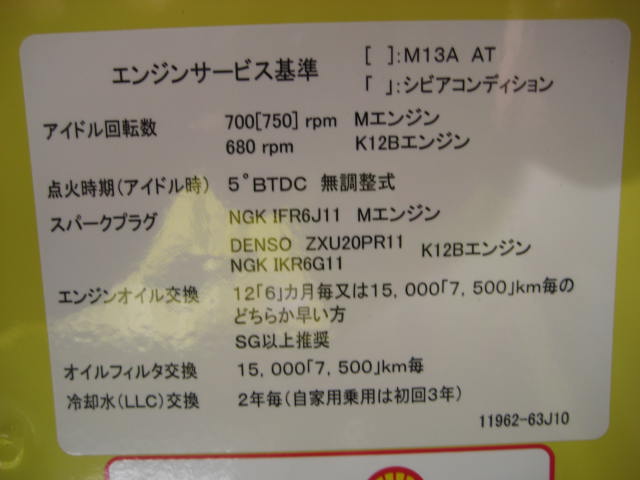 エンジンサービス基準 [ ]:M13A AT
「 」:シビアコンディション
アイドル回転数 700[750] rpm Mエンジン
680 rpm K12Bエンジン
点火時期(アイドル時) 5°BTDC 無調整式
スパークプラグ NGK IFR6J11 Mエンジン
DENSO ZXU20PR11 K12Bエンジン
NGK IKR6G11
エンジンオイル交換 12「6」カ月毎又は15,000「7,500」km毎の
どちらか早い方
SG以上推奨
オイルフィルタ交換 15,000「7,500」km毎
冷却水(LLC)交換 2年毎(自家用乗用は初回3年)
11962-63J10